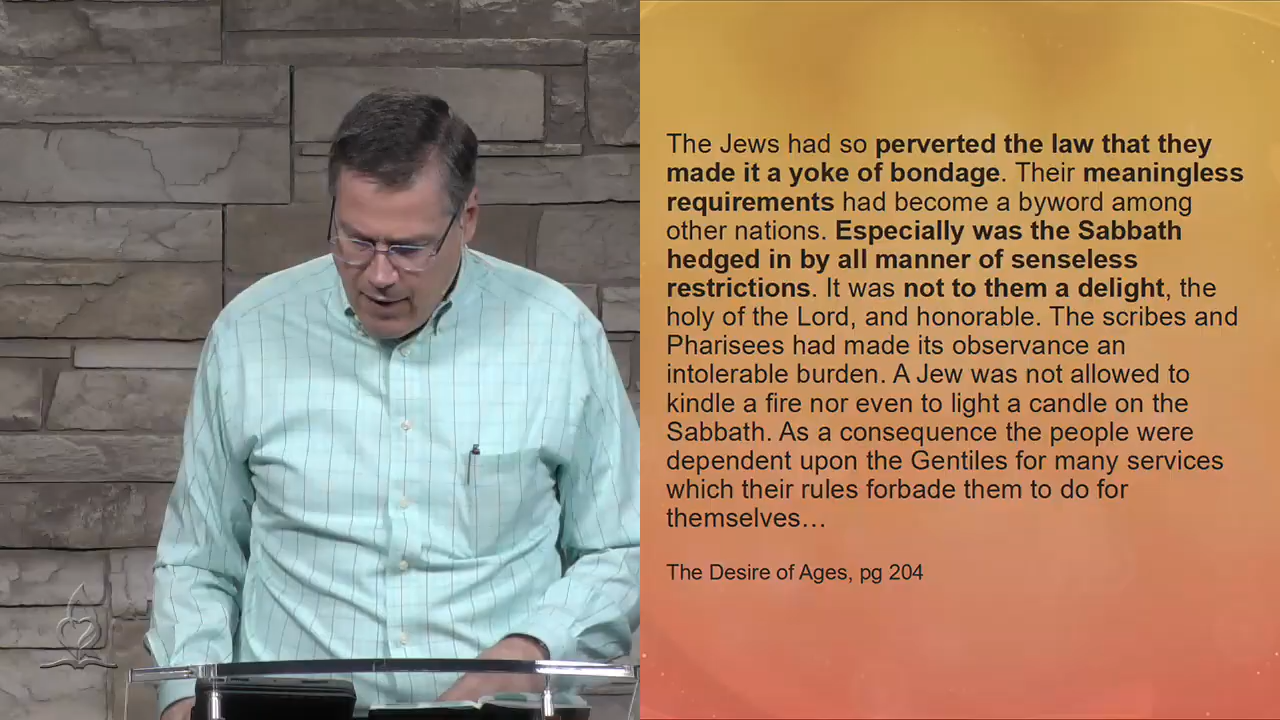 The Jews had so perverted the law that they
made it a yoke of bondage. Their meaningless
requirements had become a byword among
other nations. Especially was the Sabbath
hedged in by all manner of senseless
restrictions. It was not to them a delight, the
holy of the Lord, and honorable. The scribes and
Pharisees had made its observance an
intolerable burden. A Jew was not allowed to
kindle a fire nor even to light a candle on the
Sabbath. As a consequence the people were
dependent upon the Gentiles for many services
which their rules forbade them to do for
themselves…
The Desire of Ages, pg 204